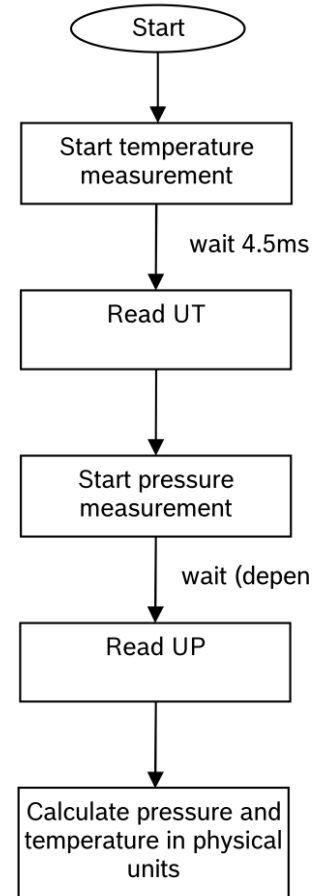 Start
Start temperature
measurement
wait 4.5ms
Read UT
Start pressure
measurement
wait (depen
Read UP
Calculate pressure and
temperature in physical
units